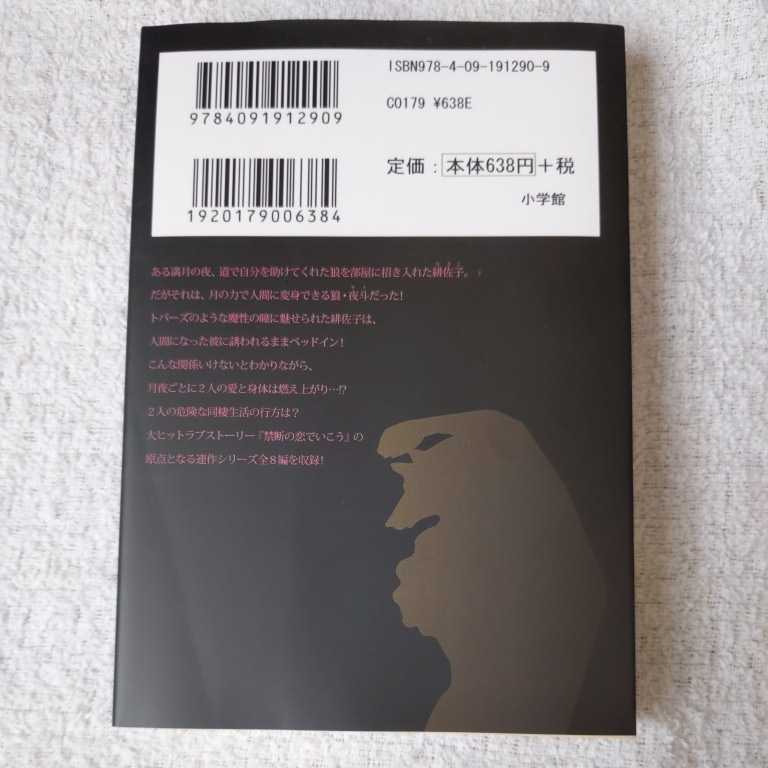 ISBN978-4-09-191290-9
9784091912909
C0179 ¥638E
定価：本体638円＋税
1920179006384
小学館
ある満月の夜、道で自分を助けてくれた狼を部屋に招き入れた緋佐子。
だがそれは、月の力で人間に変身できる狼・夜斗だった！
トパーズのような魔性の瞳に魅せられた緋佐子は、
人間になった彼に誘われるままベッドイン！
こんな関係いけないとわかりながら、
月夜ごとに２人の愛と身体は燃え上がり…!?
２人の危険な同棲生活の行方は？
大ヒットラブストーリー『禁断の恋でいこう』の
原点となる連作シリーズ全８編を収録！